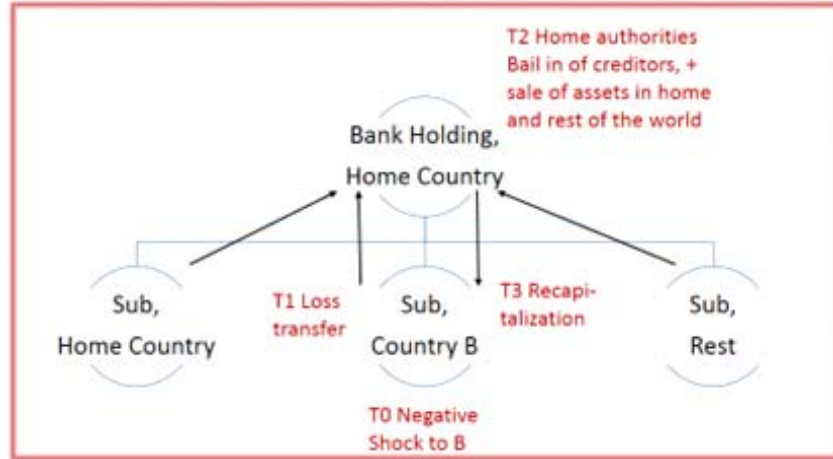 T2 Home authorities
Bail in of creditors, +
sale of assets in home
and rest of the world
Bank Holding,
Home Country
Sub,
Home Country
T1 Loss
transfer
Sub,
Country B
T3 Recapi-
talization
Sub,
Rest
T0 Negative
Shock to B